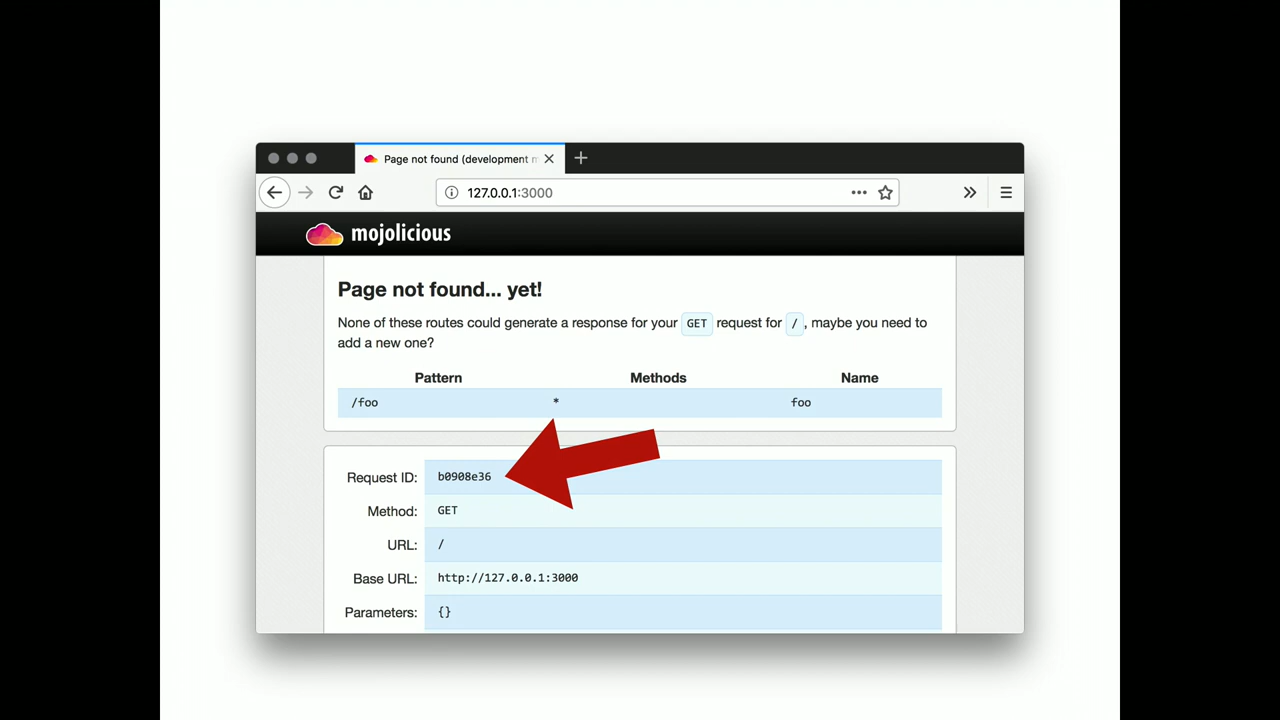 Page not found (development m
127.0.0.1:3000
mojolicious
Page not found... yet!
None of these routes could generate a response for your GET request for /, maybe you need to
add a new one?
Pattern Methods Name
/foo * foo
Request ID: b0908e36
Method: GET
URL: /
Base URL: http://127.0.0.1:3000
Parameters: {}